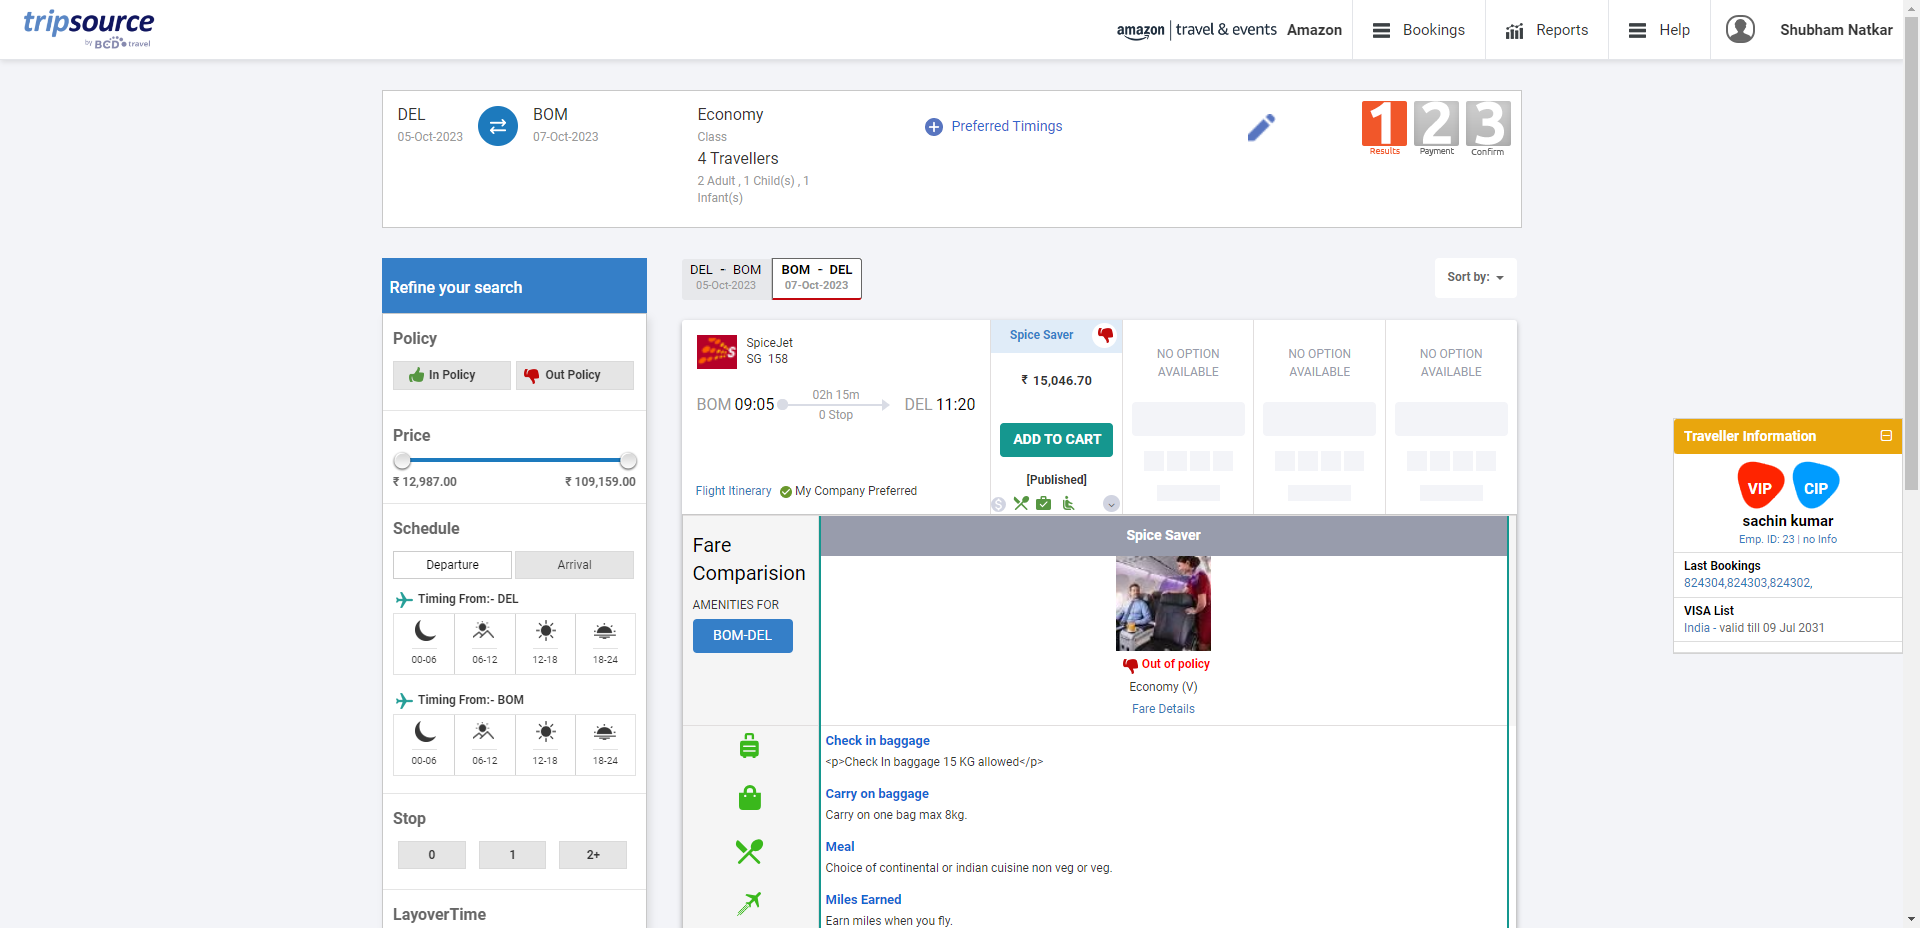 tripsource
by BCD travel
amazon travel & events Amazon
Bookings
Reports
Help
Shubham Natkar
DEL
05-Oct-2023
BOM
07-Oct-2023
Economy
Class
4 Travellers
2 Adult , 1 Child(s) , 1
Infant(s)
Preferred Timings
1 2 3
Results Payment Confirm
Refine your search
Policy
In Policy
Out Policy
Price
₹ 12,987.00
₹ 109,159.00
Schedule
Departure
Arrival
Timing From:- DEL
00-06
06-12
12-18
18-24
Timing From:- BOM
00-06
06-12
12-18
18-24
Stop
0
1
2+
LayoverTime
DEL - BOM
05-Oct-2023
BOM - DEL
07-Oct-2023
Sort by:
SpiceJet
SG 158
BOM 09:05
02h 15m
0 Stop
DEL 11:20
Flight Itinerary
My Company Preferred
Spice Saver
₹ 15,046.70
ADD TO CART
[Published]
NO OPTION
AVAILABLE
NO OPTION
AVAILABLE
NO OPTION
AVAILABLE
Fare
Comparision
AMENITIES FOR
BOM-DEL
Spice Saver
Out of policy
Economy (V)
Fare Details
Check in baggage
<p>Check In baggage 15 KG allowed</p>
Carry on baggage
Carry on one bag max 8kg.
Meal
Choice of continental or indian cuisine non veg or veg.
Miles Earned
Earn miles when you fly.
Traveller Information
VIP
CIP
sachin kumar
Emp. ID: 23 | no Info
Last Bookings
824304,824303,824302,
VISA List
India - valid till 09 Jul 2031